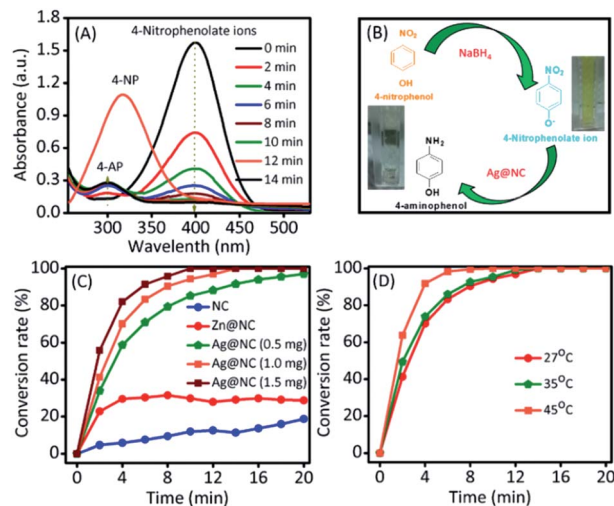 (A)
4-Nitrophenolate ions
4-NP
4-AP
0 min
2 min
4 min
6 min
8 min
10 min
12 min
14 min
1.8
1.5
1.2
0.9
0.6
0.3
0.0
Absorbance (a.u.)
300 400 500
Wavelenth (nm)
(B)
NO2
OH
4-nitrophenol
NaBH4
NO2
O-
4-Nitrophenolate ion
NH2
OH
4-aminophenol
Ag@NC
(C)
NC
Zn@NC
Ag@NC (0.5 mg)
Ag@NC (1.0 mg)
Ag@NC (1.5 mg)
100
80
60
40
20
0
Conversion rate (%)
0 4 8 12 16 20
Time (min)
(D)
27°C
35°C
45°C
100
80
60
40
20
0
Conversion rate (%)
0 4 8 12 16 20
Time (min)